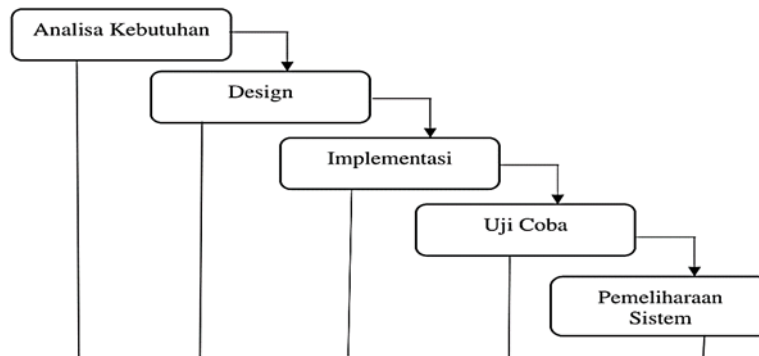 Analisa Kebutuhan
Design
Implementasi
Uji Coba
Pemeliharaan
Sistem